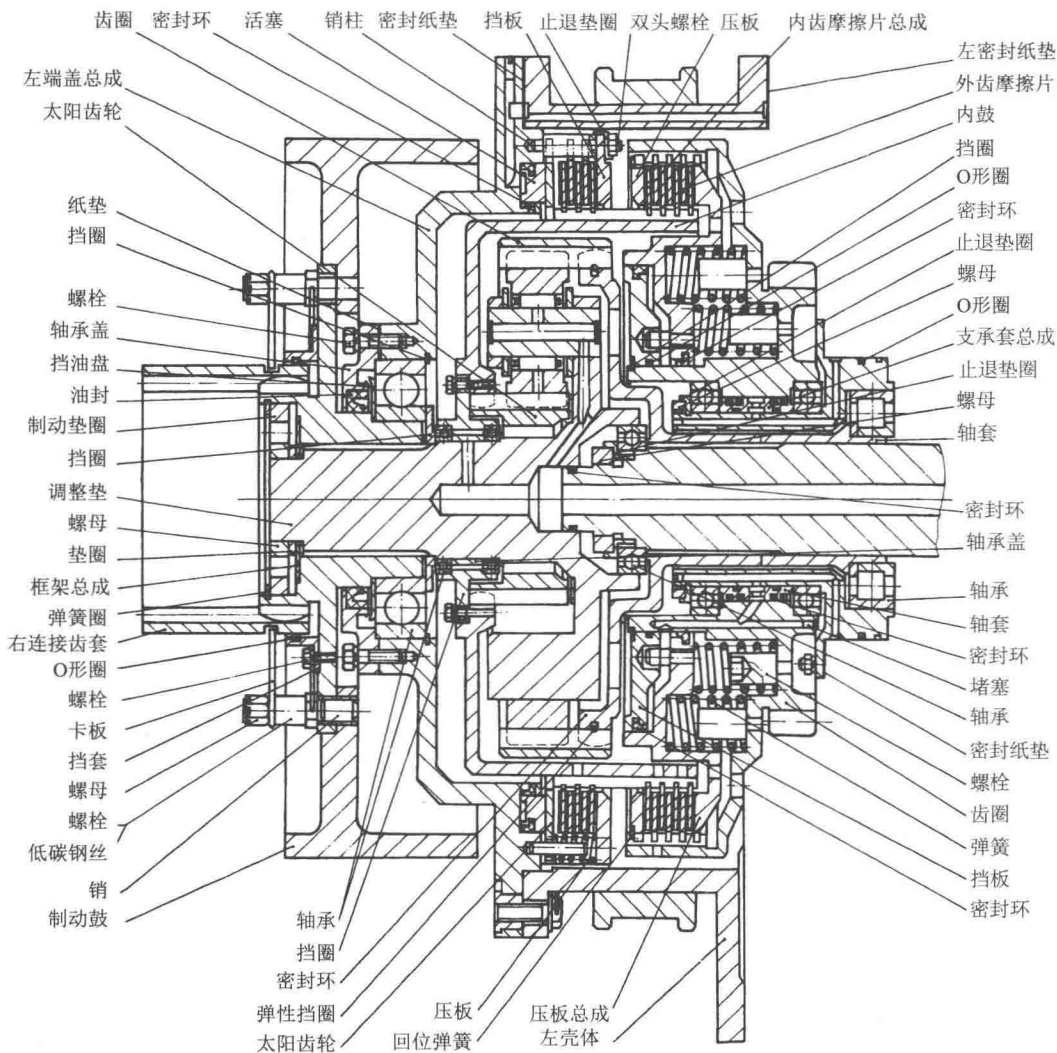 齿圈
密封环
活塞
销柱
密封纸垫
挡板
止退垫圈
双头螺栓
压板
内齿摩擦片总成
左端盖总成
太阳齿轮
纸垫
挡圈
螺栓
轴承盖
挡油盘
油封
制动垫圈
挡圈
调整垫
螺母
垫圈
框架总成
弹簧圈
右连接齿套
O形圈
螺栓
卡板
挡套
螺母
螺栓
低碳钢丝
销
制动鼓
左密封纸垫
外齿摩擦片
内鼓
挡圈
O形圈
密封环
止退垫圈
螺母
O形圈
支承套总成
止退垫圈
螺母
轴套
密封环
轴承盖
轴承
轴套
密封环
堵塞
轴承
密封纸垫
螺栓
齿圈
弹簧
挡板
密封环
轴承
挡圈
密封环
弹性挡圈
太阳齿轮
压板
回位弹簧
压板总成
左壳体